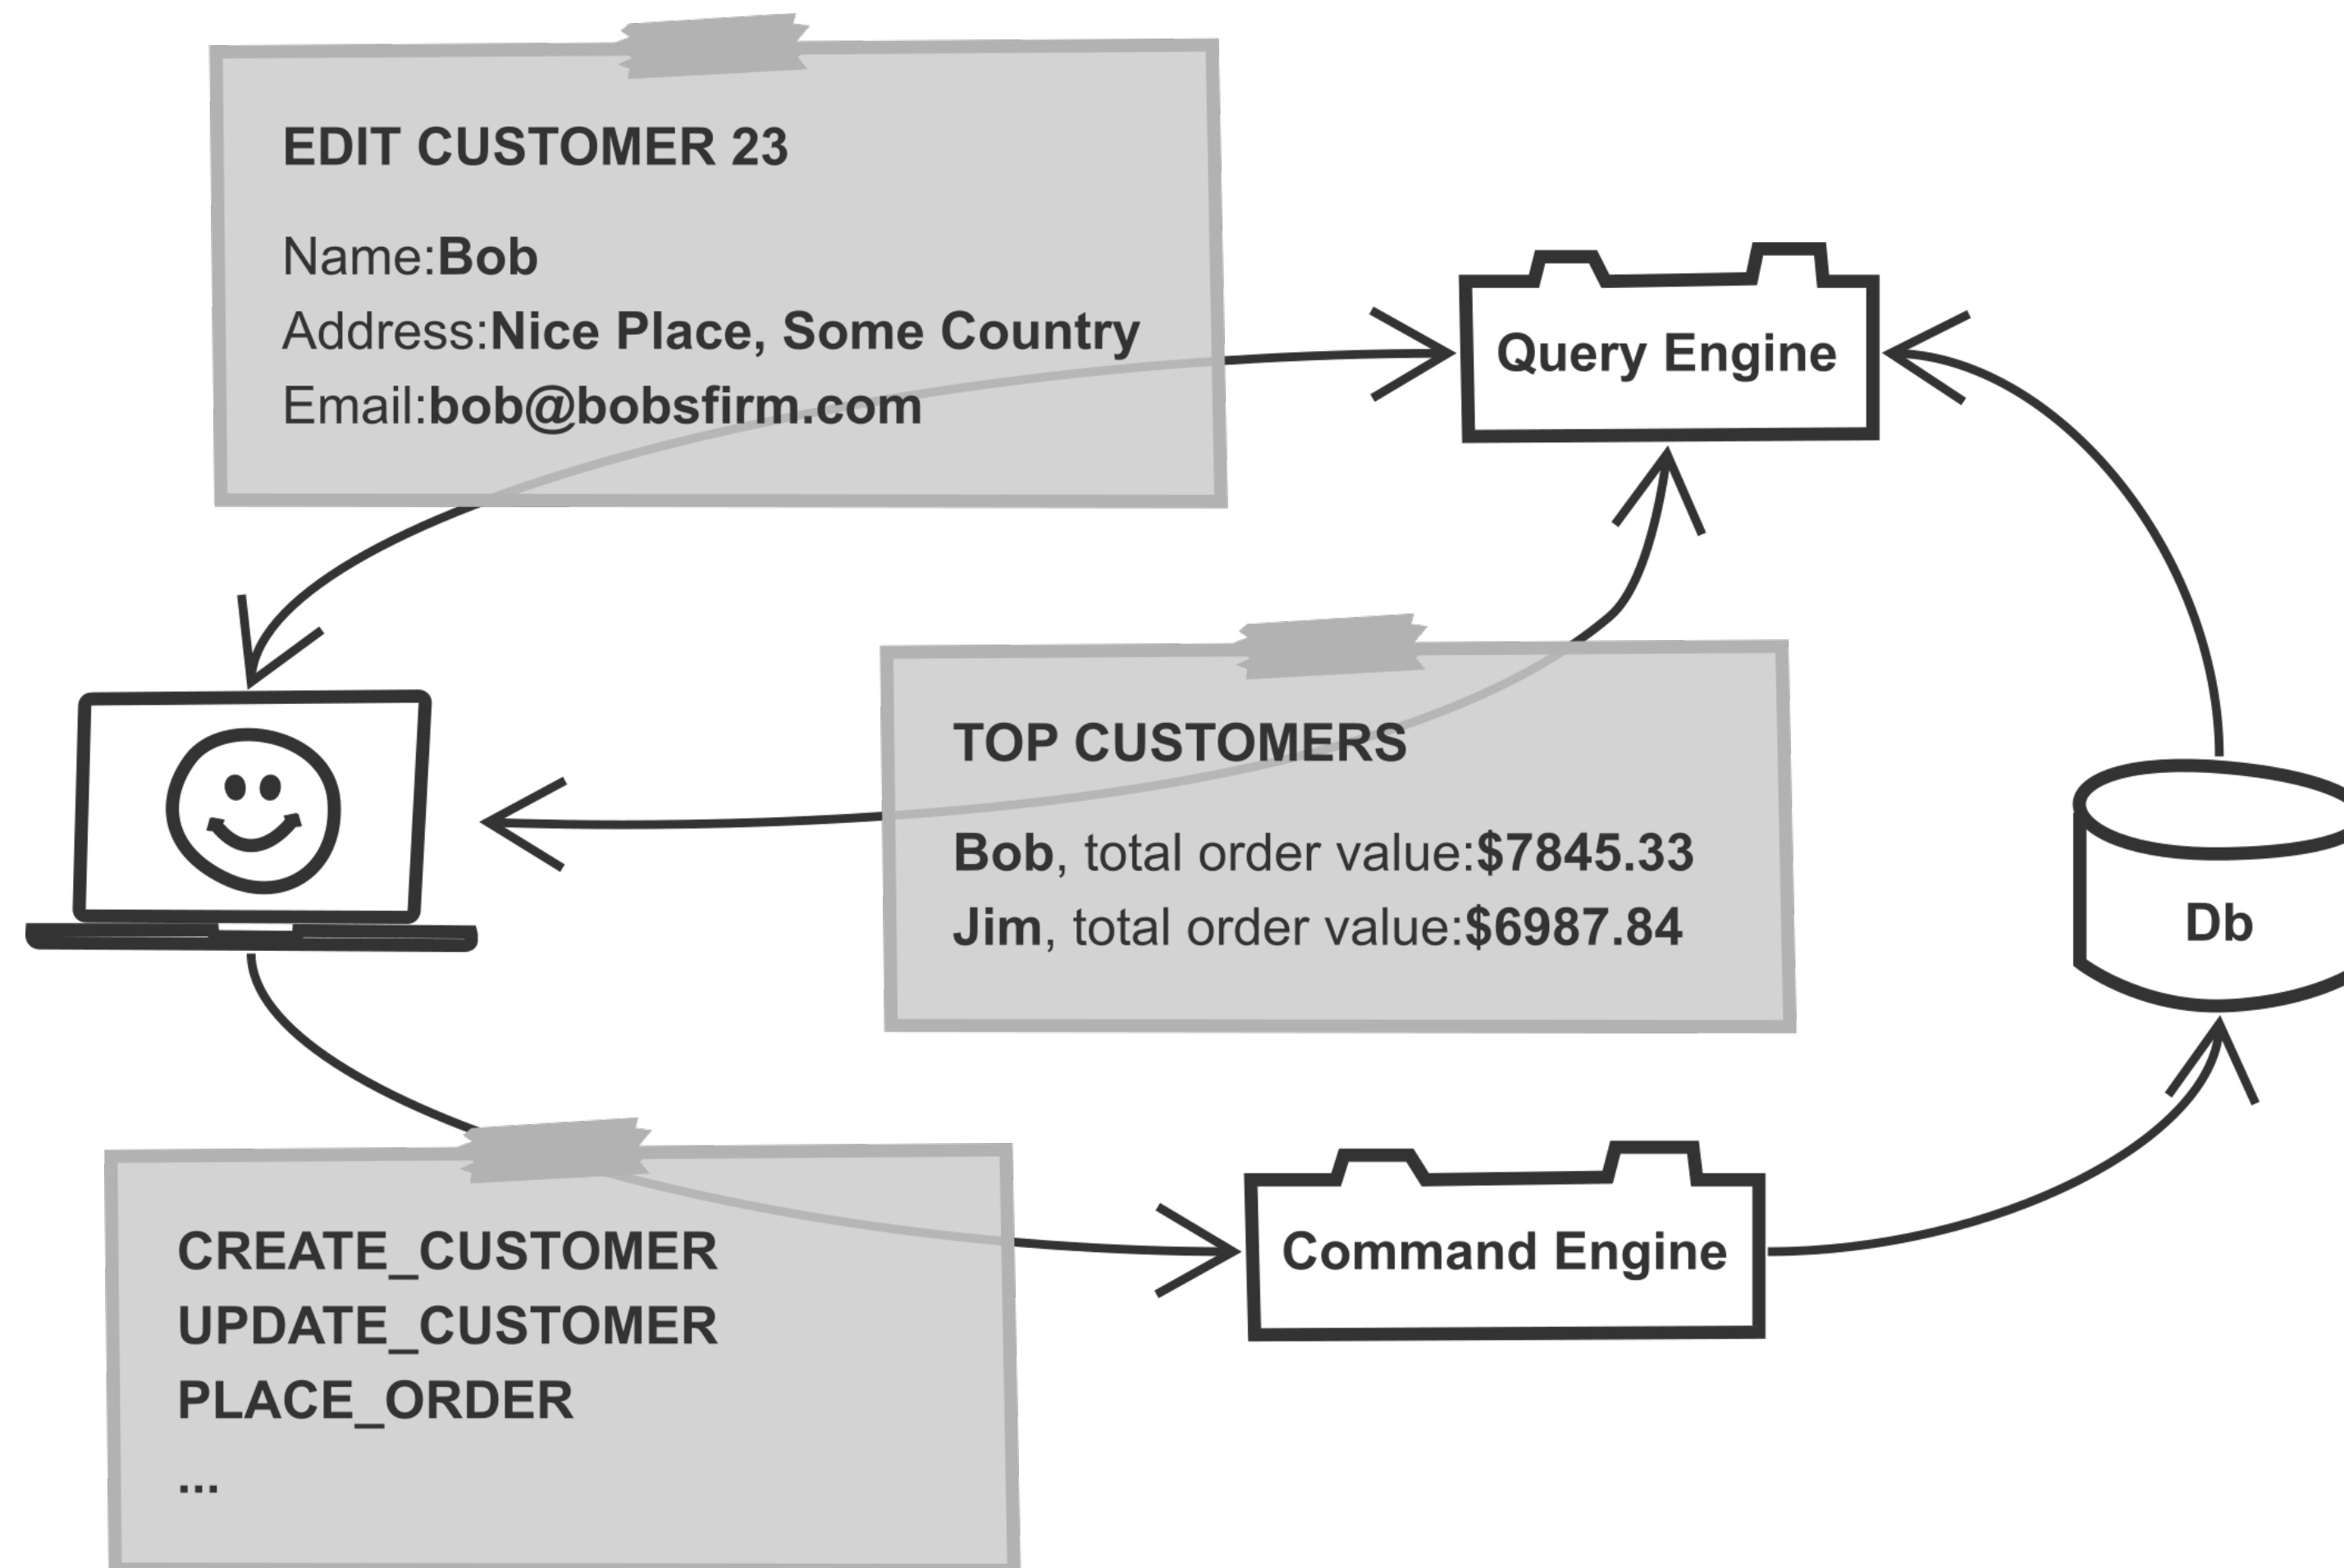 EDIT CUSTOMER 23
Name:Bob
Address:Nice Place, Some Country
Email:bob@bobsfirm.com
Query Engine
TOP CUSTOMERS
Bob, total order value:$7845.33
Jim, total order value:$6987.84
Db
CREATE_CUSTOMER
UPDATE_CUSTOMER
PLACE_ORDER
...
Command Engine